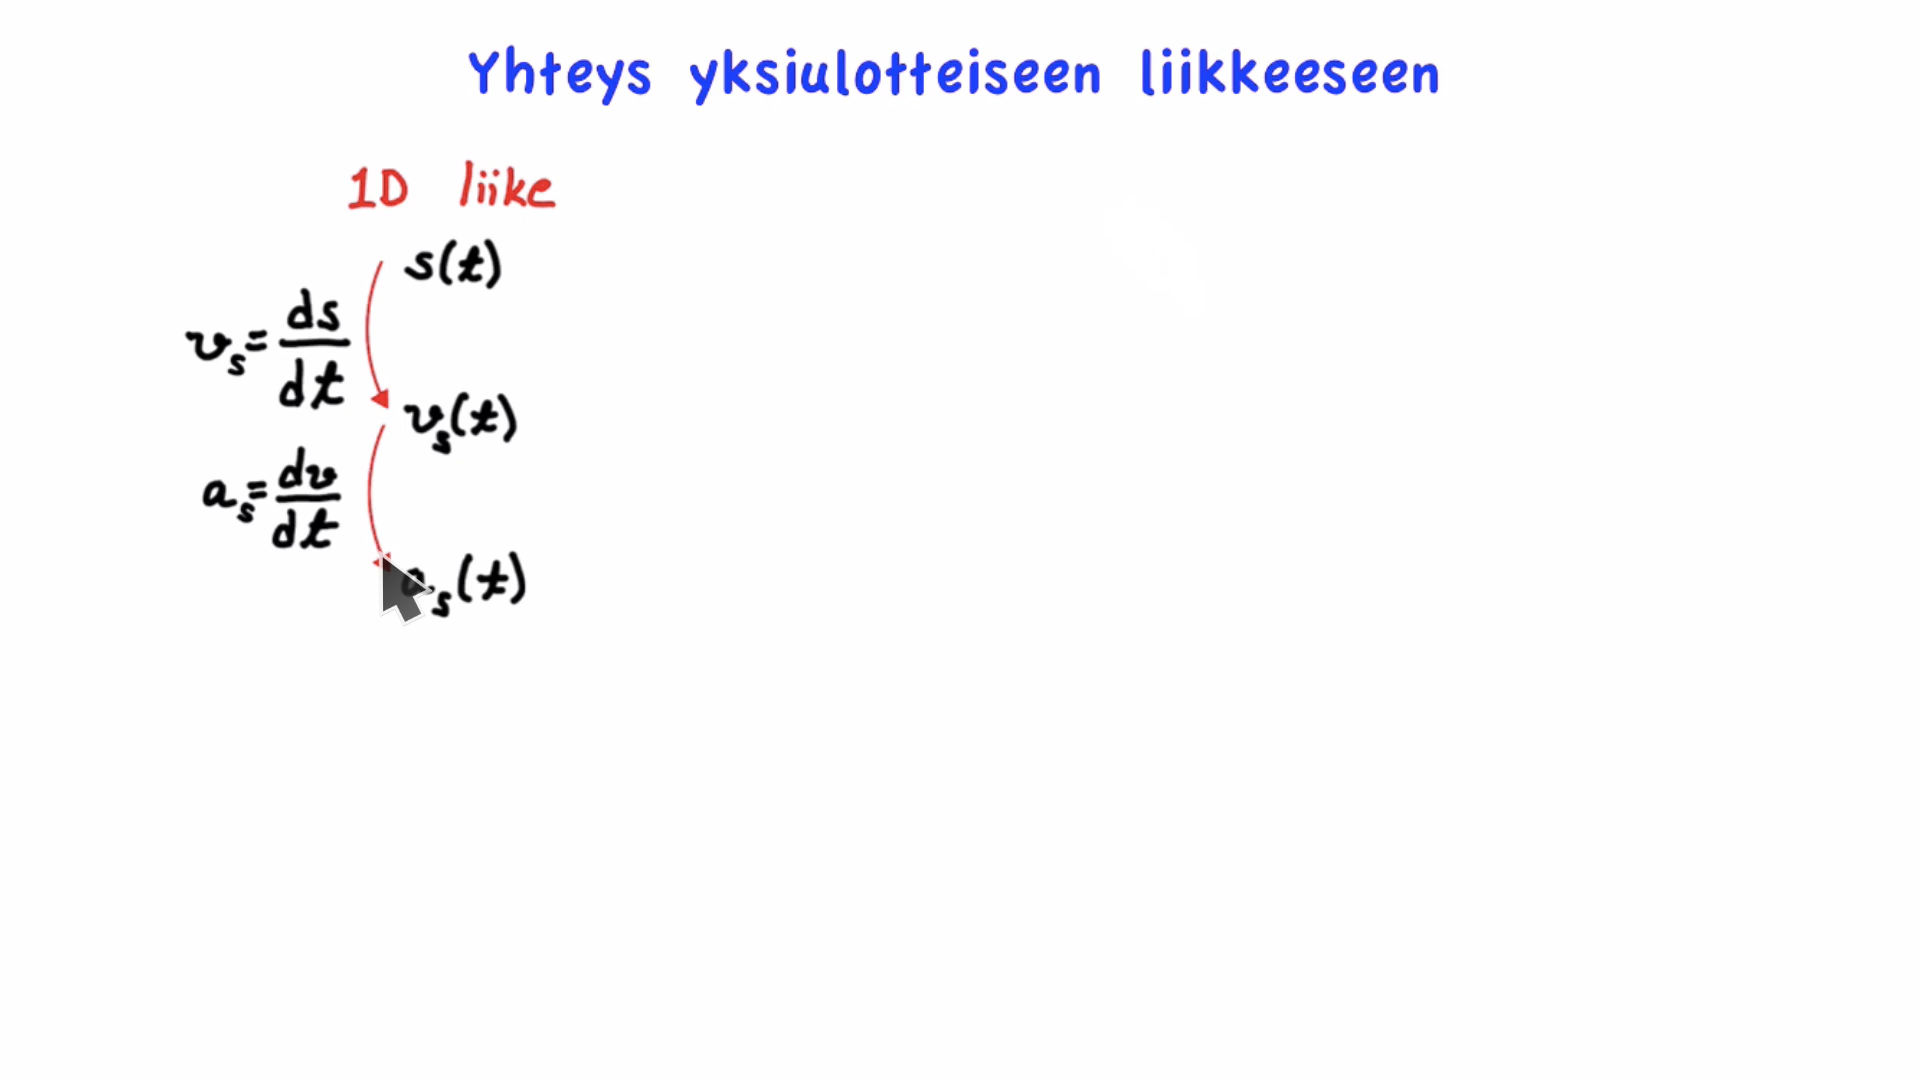 Yhteys yksiulotteiseen liikkeeseen
1D liike
s(t)
v_s = ds/dt
v_s(t)
a_s = dv/dt
a_s(t)